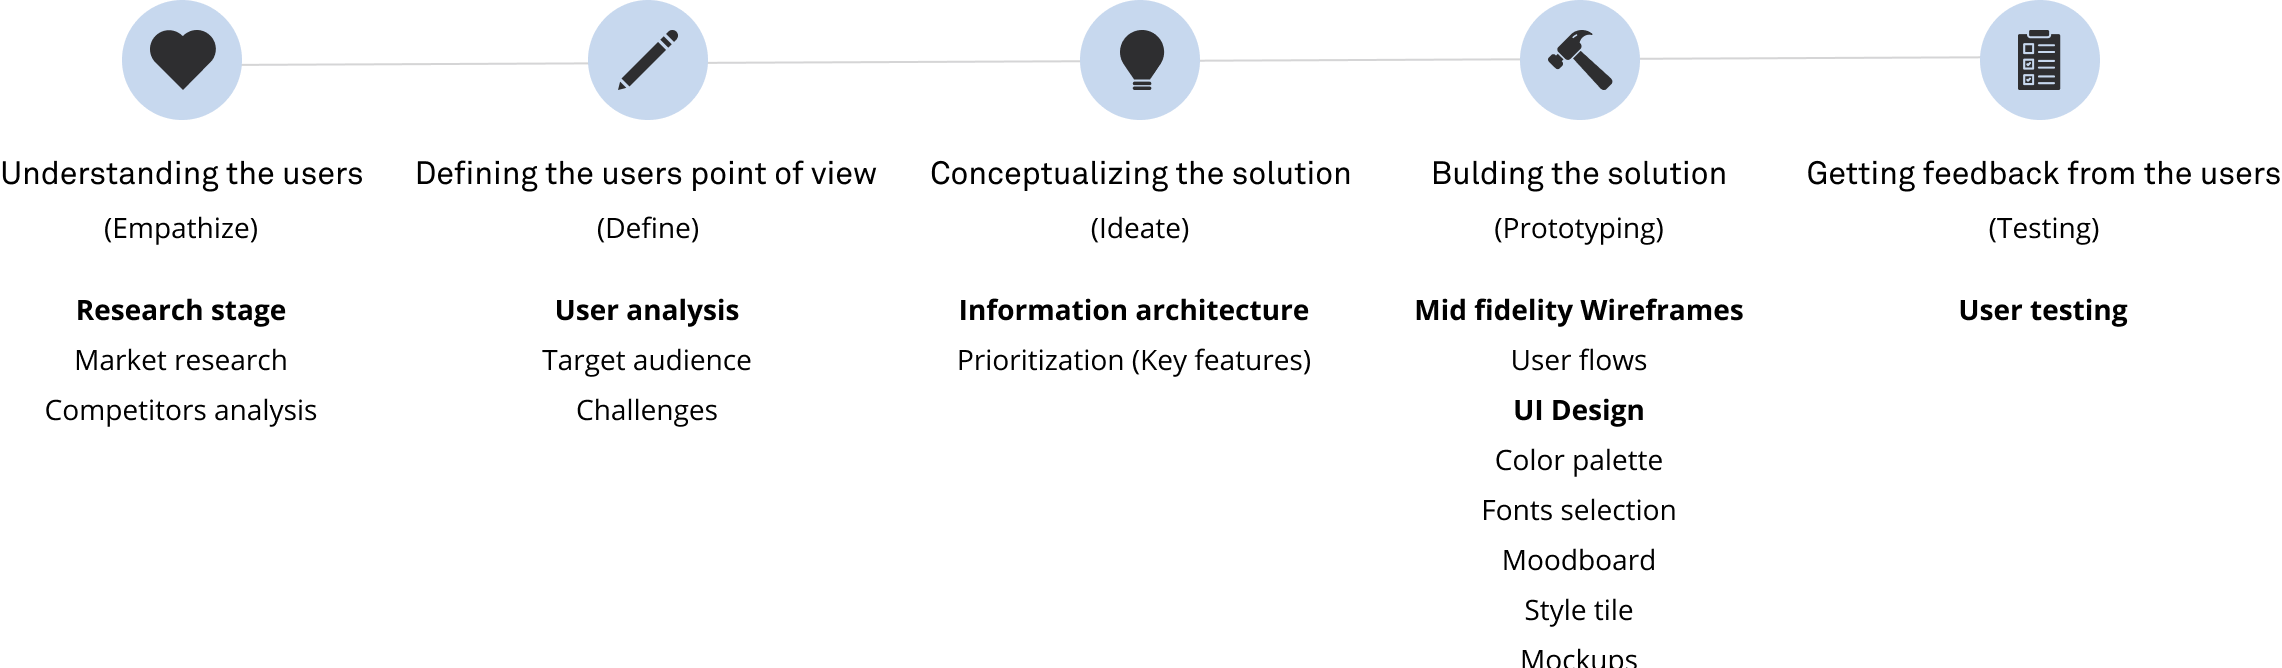 Understanding the users
(Empathize)
Research stage
Market research
Competitors analysis
Defining the users point of view
(Define)
User analysis
Target audience
Challenges
Conceptualizing the solution
(Ideate)
Information architecture
Prioritization (Key features)
Bulding the solution
(Prototyping)
Mid fidelity Wireframes
User flows
UI Design
Color palette
Fonts selection
Moodboard
Style tile
Mockups
Getting feedback from the users
(Testing)
User testing